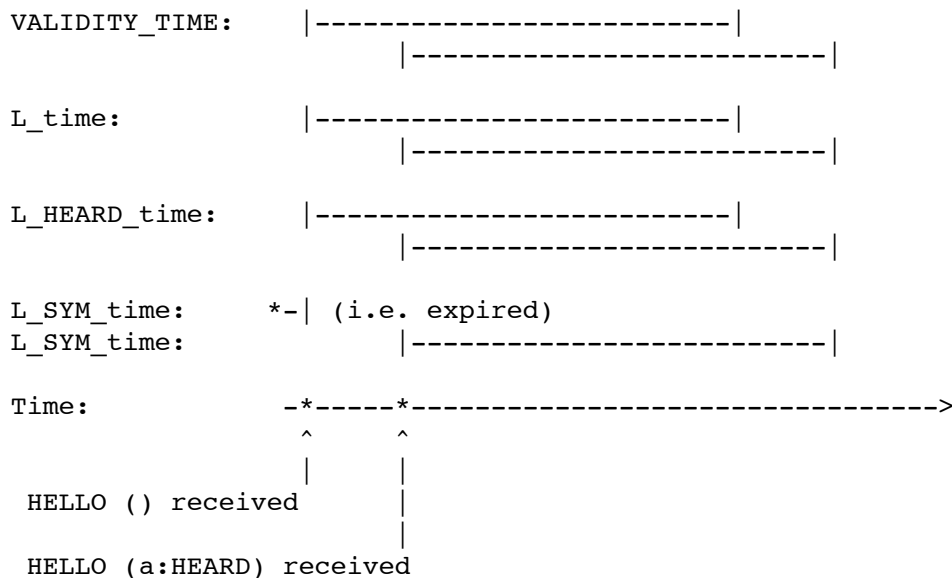 VALIDITY_TIME:    |--------------------------|
                        |--------------------------|
L_time:           |--------------------------|
                        |--------------------------|
L_HEARD_time:     |--------------------------|
                        |--------------------------|
L_SYM_time:     *-| (i.e. expired)
L_SYM_time:             |--------------------------|
Time:            -*-----*--------------------------------->
                  ^     ^
                  |     |
 HELLO () received      |
                        |
 HELLO (a:HEARD) received